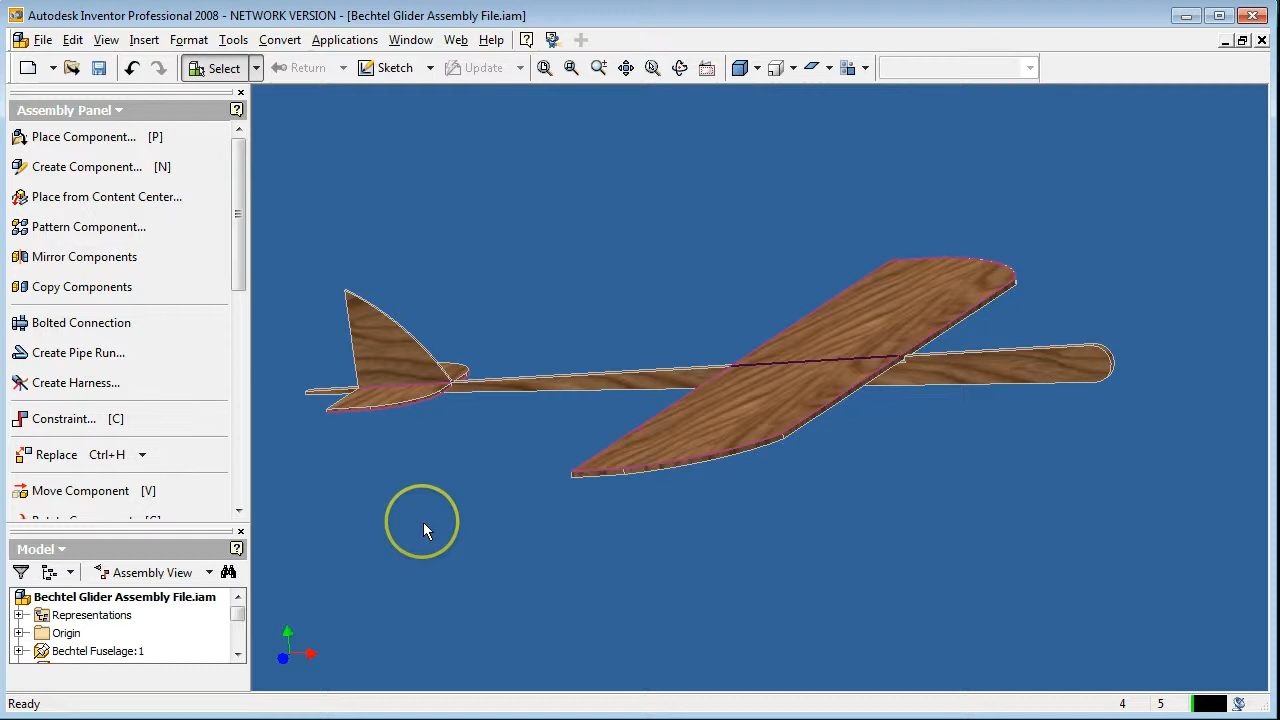 Autodesk Inventor Professional 2008 - NETWORK VERSION - [Bechtel Glider Assembly File.iam]
File Edit View Insert Format Tools Convert Applications Window Web Help
Select Return Sketch Update
Assembly Panel
Place Component... [P]
Create Component... [N]
Place from Content Center...
Pattern Component...
Mirror Components
Copy Components
Bolted Connection
Create Pipe Run...
Create Harness...
Constraint... [C]
Replace Ctrl+H
Move Component [V]
Model
Assembly View
Bechtel Glider Assembly File.iam
Representations
Origin
Bechtel Fuselage:1
Ready 4 5